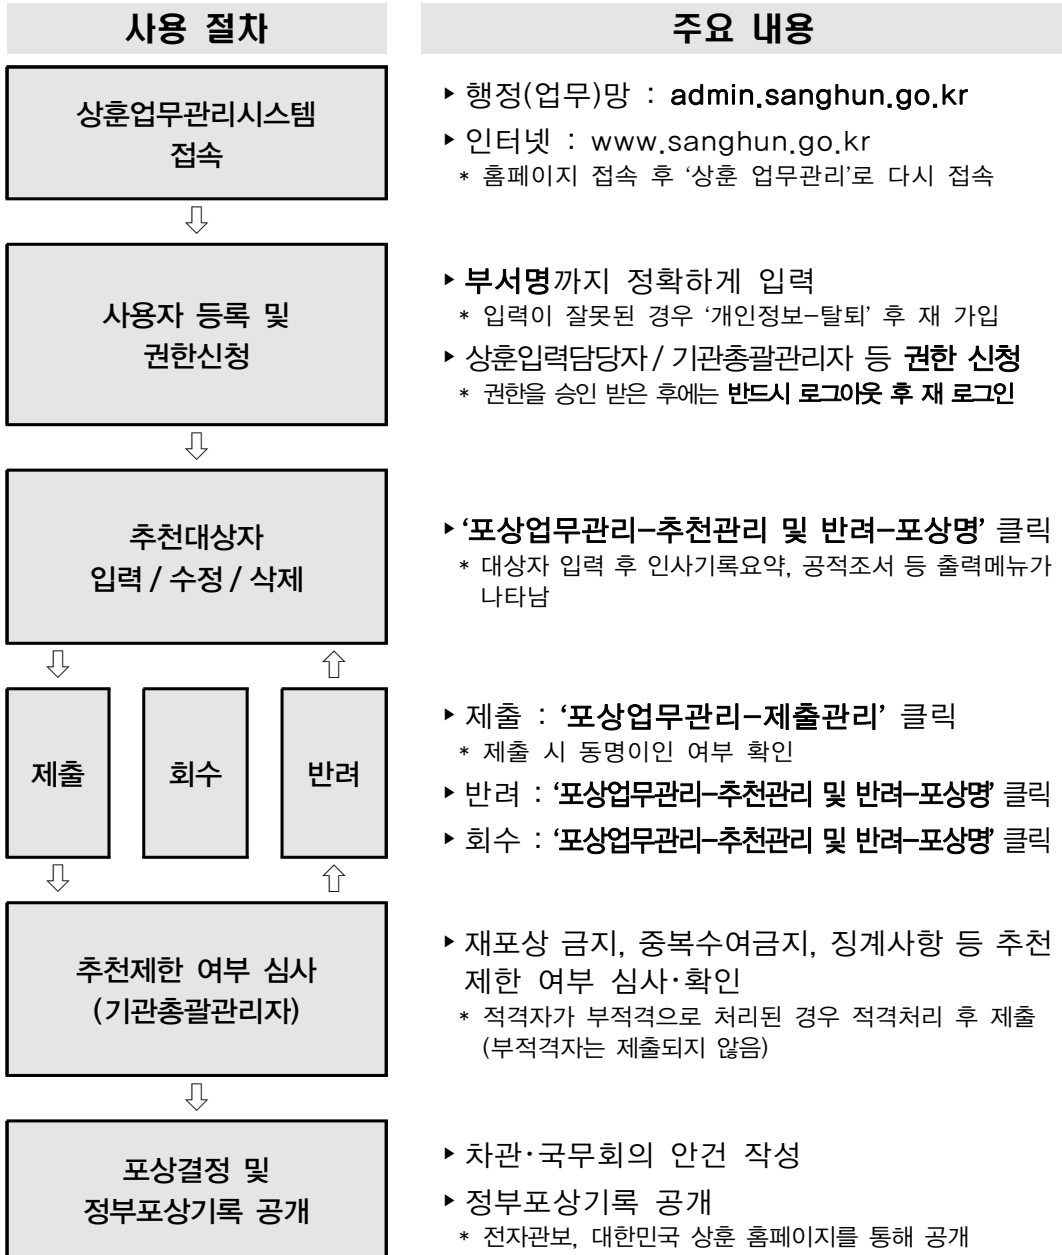 사용 절차
주요 내용
상훈업무관리시스템
접속
▸행정(업무)망 : admin.sanghun.go.kr
▸인터넷 : www.sanghun.go.kr
* 홈페이지 접속 후 ‘상훈 업무관리’로 다시 접속
⇩
사용자 등록 및
권한신청
▸부서명까지 정확하게 입력
* 입력이 잘못된 경우 ‘개인정보-탈퇴’ 후 재 가입
▸상훈입력담당자 / 기관총괄관리자 등 권한 신청
* 권한을 승인 받은 후에는 반드시 로그아웃 후 재 로그인
⇩
추천대상자
입력 / 수정 / 삭제
▸‘포상업무관리-추천관리 및 반려-포상명’ 클릭
* 대상자 입력 후 인사기록요약, 공적조서 등 출력메뉴가
나타남
⇩ ⇧
제출 회수 반려
▸제출 : ‘포상업무관리-제출관리’ 클릭
* 제출 시 동명이인 여부 확인
▸반려 : ‘포상업무관리-추천관리 및 반려-포상명’ 클릭
▸회수 : ‘포상업무관리-추천관리 및 반려-포상명’ 클릭
⇩ ⇧
추천제한 여부 심사
(기관총괄관리자)
▸재포상 금지, 중복수여금지, 징계사항 등 추천
제한 여부 심사·확인
* 적격자가 부적격으로 처리된 경우 적격처리 후 제출
(부적격자는 제출되지 않음)
⇩
포상결정 및
정부포상기록 공개
▸차관·국무회의 안건 작성
▸정부포상기록 공개
* 전자관보, 대한민국 상훈 홈페이지를 통해 공개